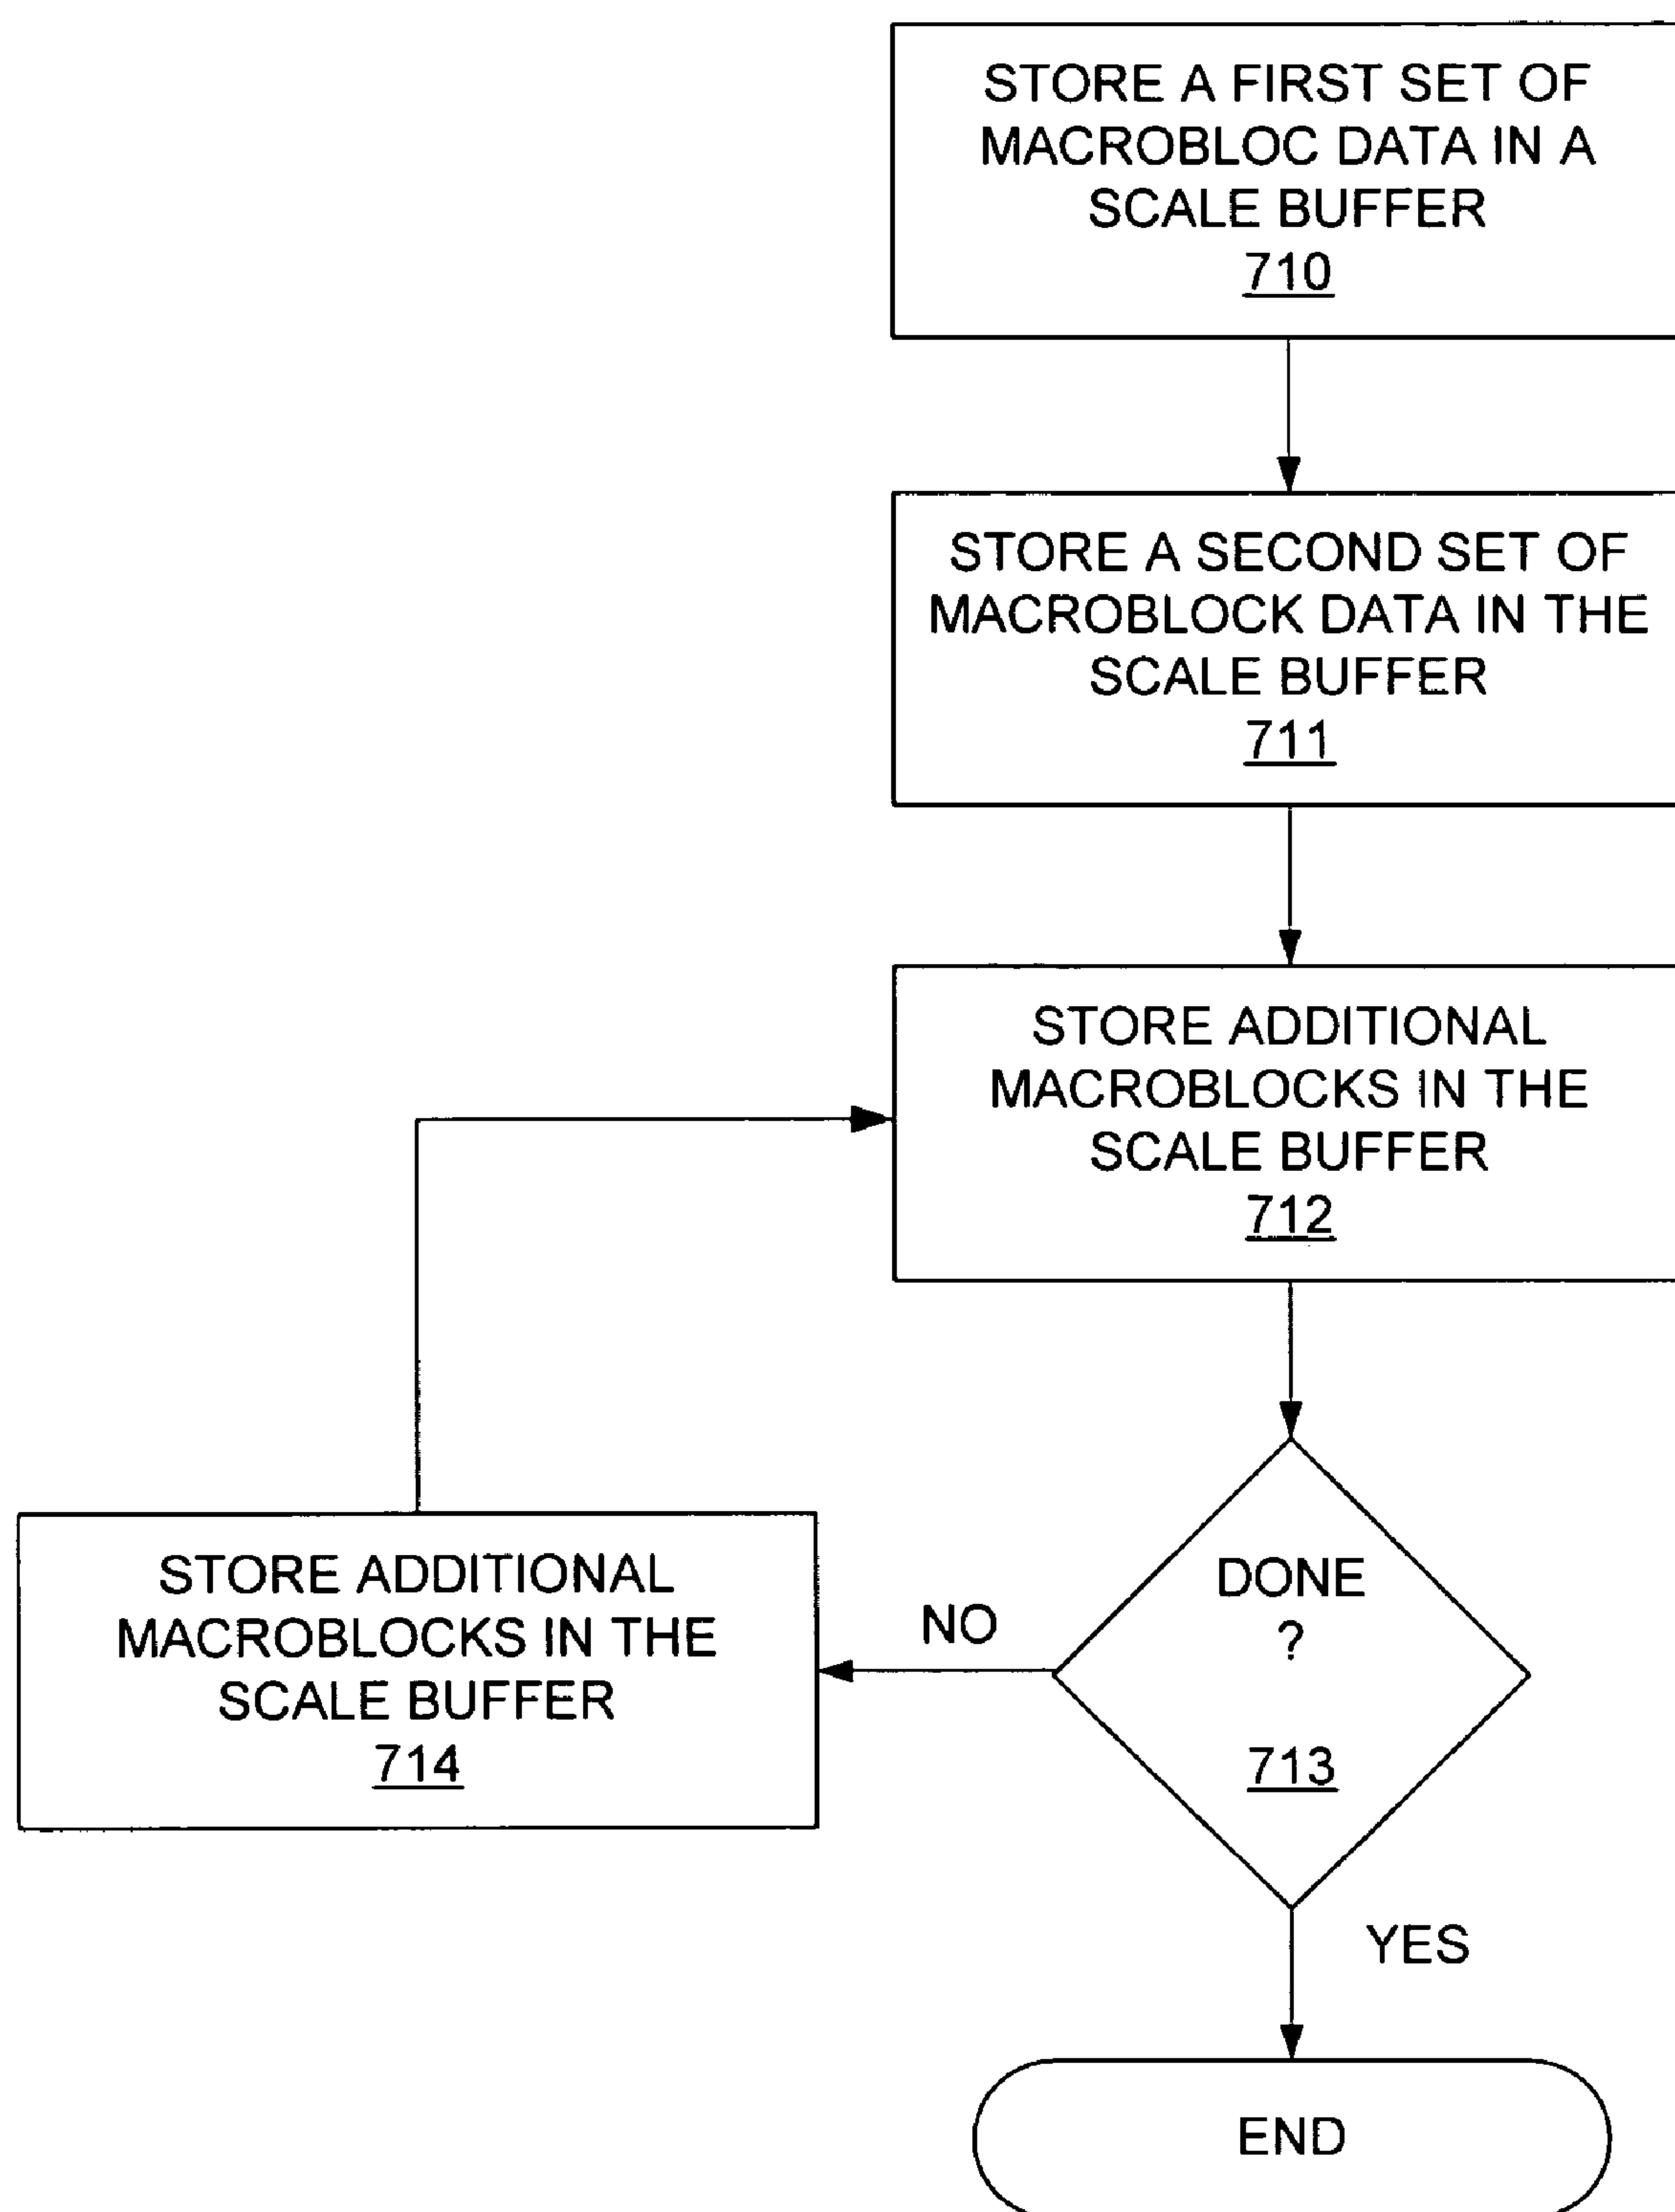 STORE A FIRST SET OF
MACROBLOC DATA IN A
SCALE BUFFER
710
STORE A SECOND SET OF
MACROBLOCK DATA IN THE
SCALE BUFFER
711
STORE ADDITIONAL
MACROBLOCKS IN THE
SCALE BUFFER
712
DONE
?
713
NO
STORE ADDITIONAL
MACROBLOCKS IN THE
SCALE BUFFER
714
YES
END